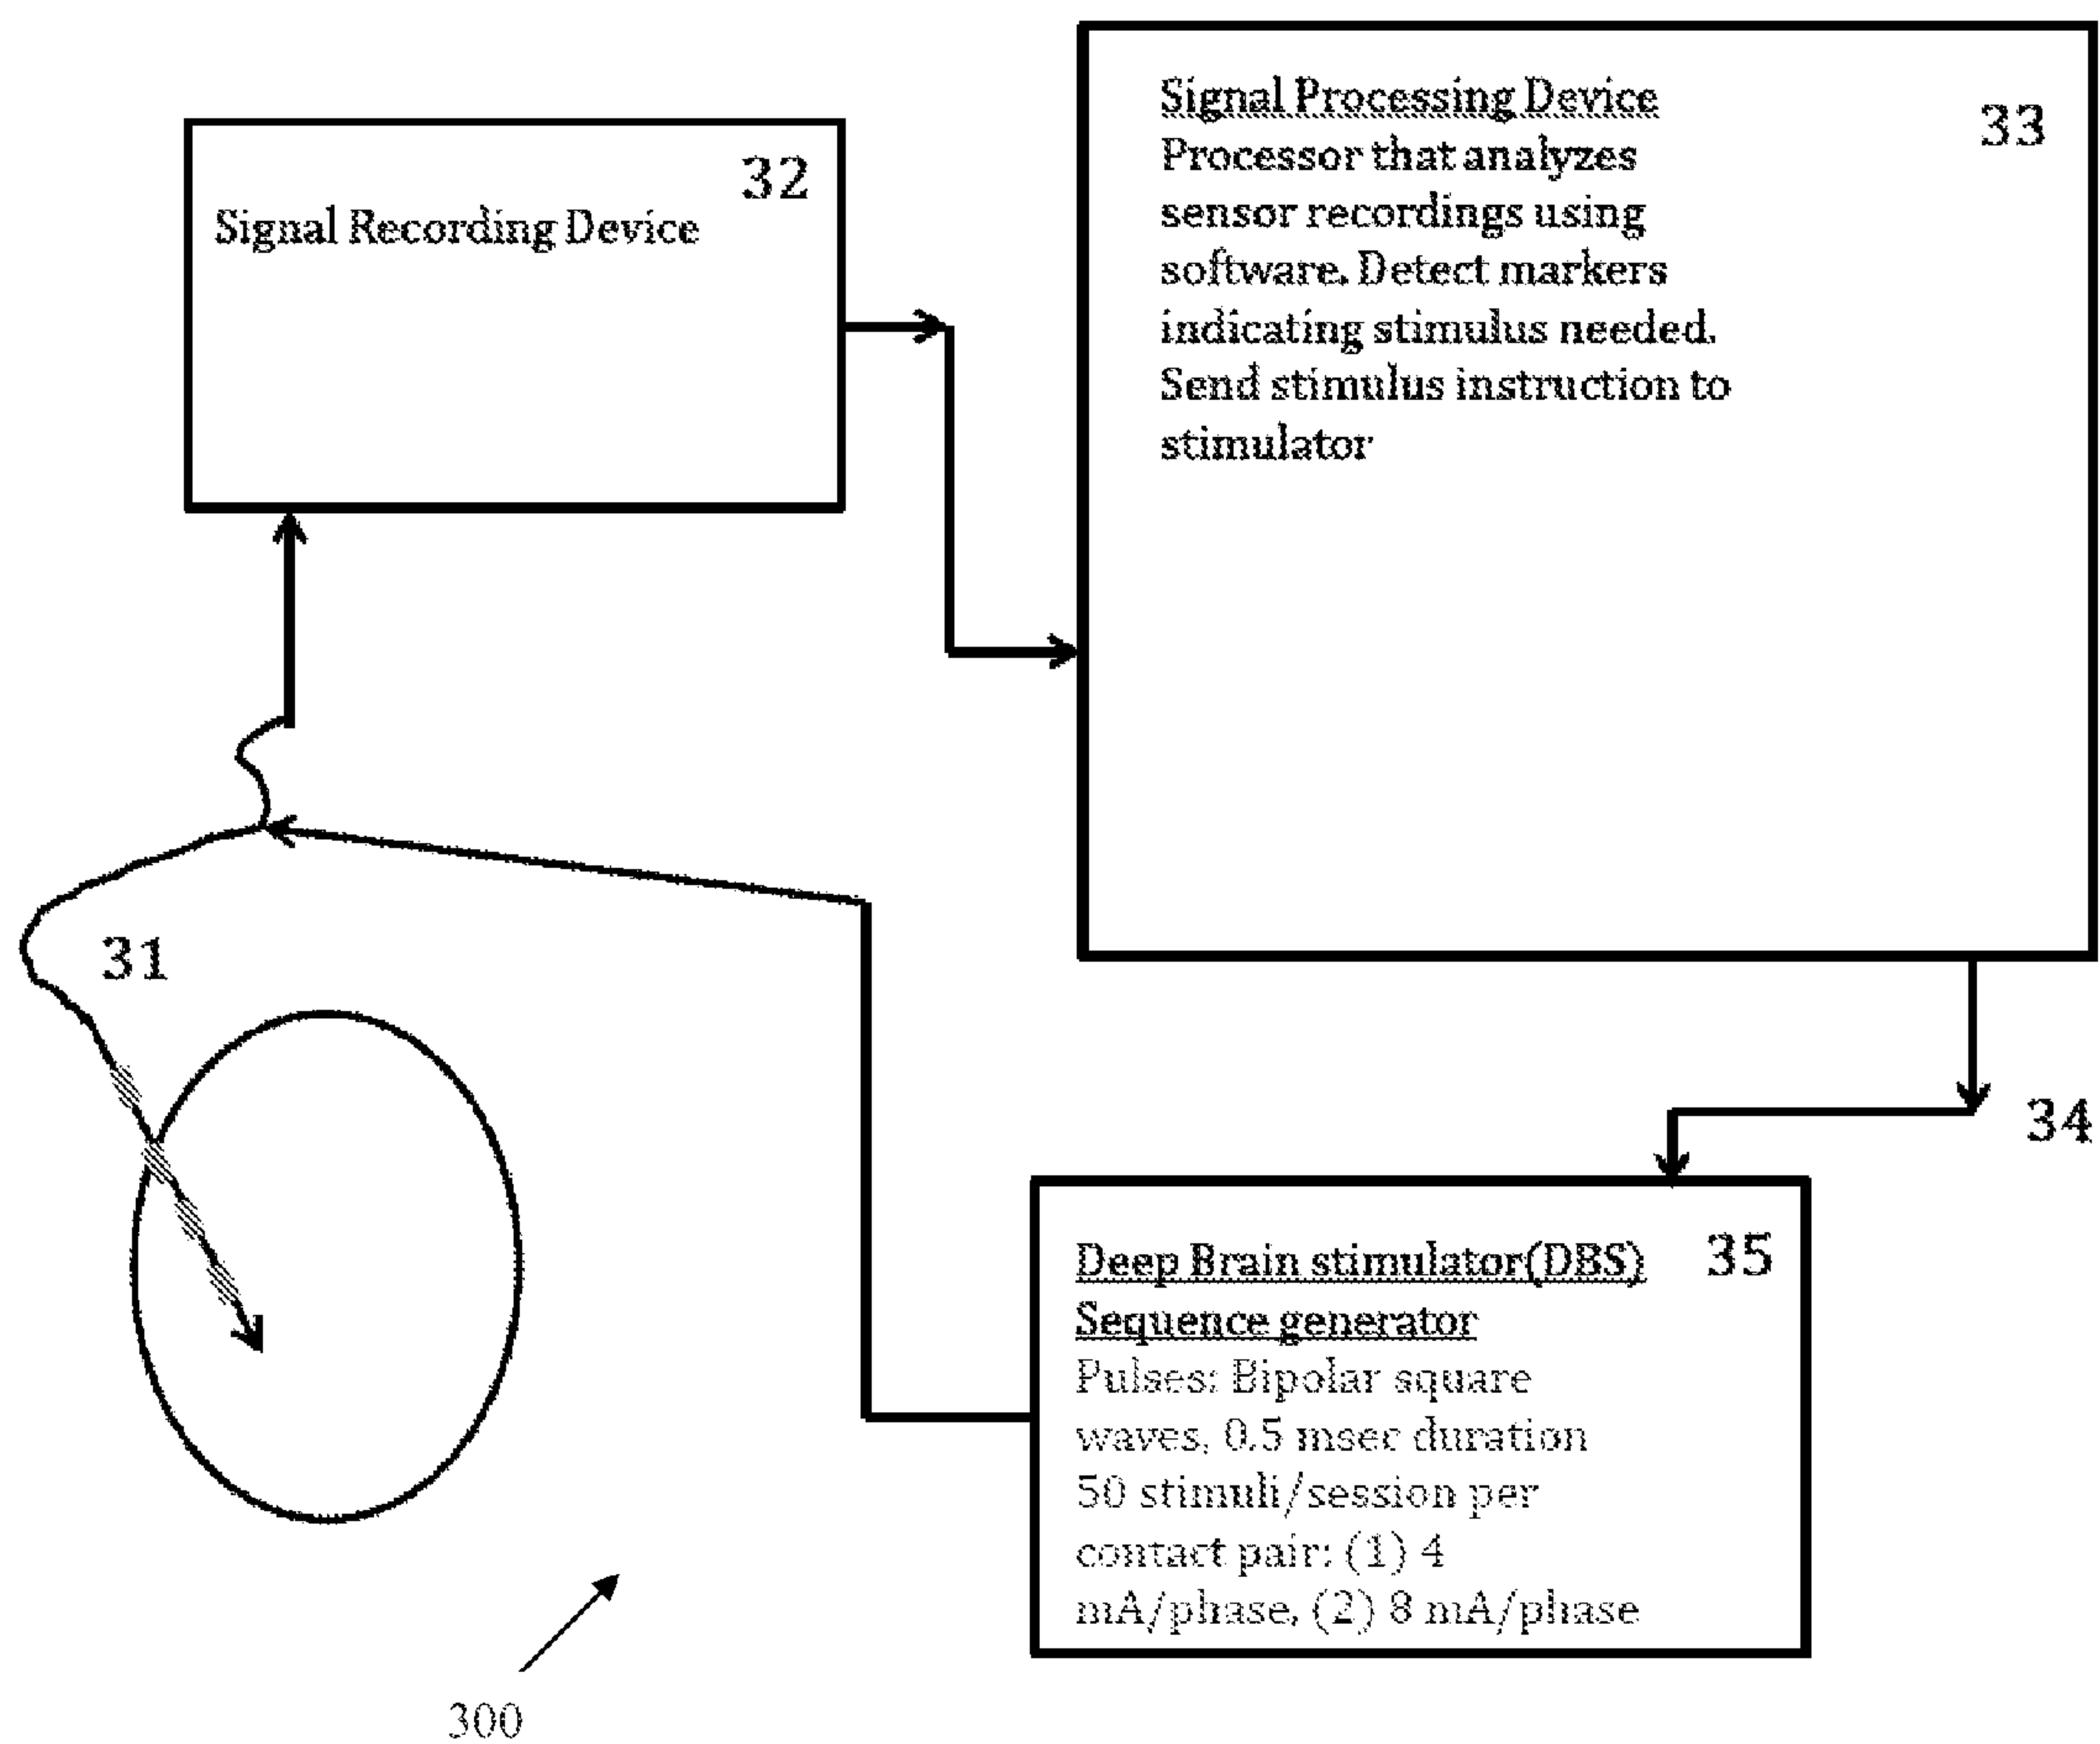 32
Signal Recording Device
33
Signal Processing Device
Processor that analyzes
sensor recordings using
software. Detect markers
indicating stimulus needed.
Send stimulus instruction to
stimulator
31
34
35
Deep Brain stimulator(DBS)
Sequence generator
Pulses: Bipolar square
waves, 0.5 msec duration
50 stimuli/session per
contact pair: (1) 4
mA/phase, (2) 8 mA/phase
300